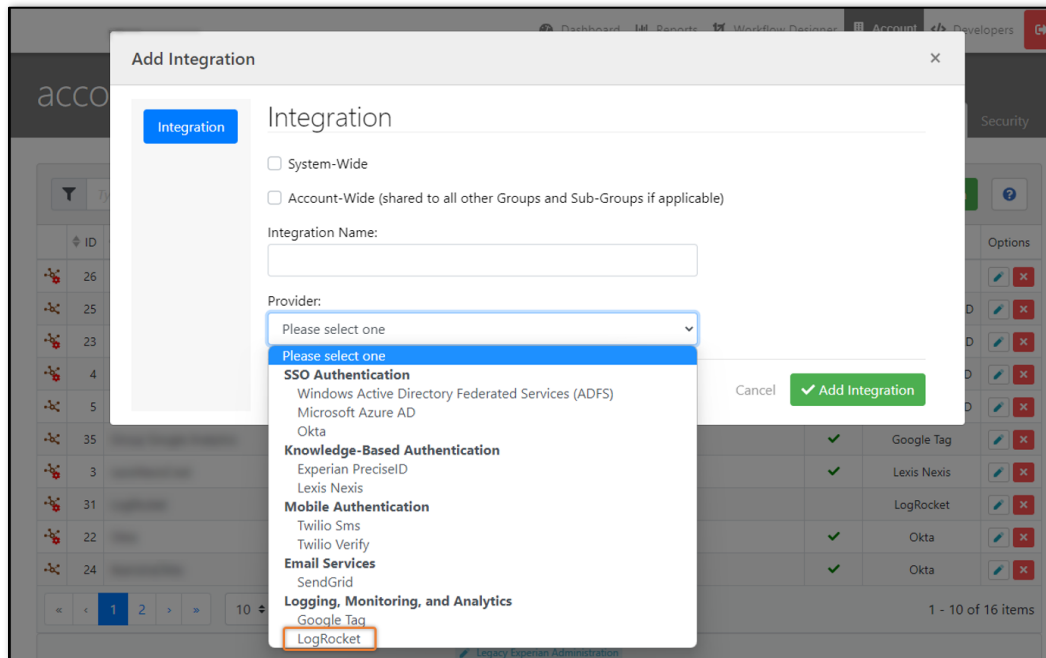 Dashboard Reports Workflow Designer Account Developers
Add Integration ×
acco
Integration
Integration
Security
System-Wide
Account-Wide (shared to all other Groups and Sub-Groups if applicable)
Integration Name:
ID
Options
26
Provider:
25 D
Please select one
23 D
Please select one
SSO Authentication
4 D
Windows Active Directory Federated Services (ADFS)
Cancel Add Integration
Microsoft Azure AD
5 D
Okta
35 Google Tag
Knowledge-Based Authentication
Experian PreciseID
3 Lexis Nexis
Lexis Nexis
31 LogRocket
Mobile Authentication
Twilio Sms
22 Okta
Twilio Verify
Email Services
24 Okta
SendGrid
Logging, Monitoring, and Analytics
« ‹ 1 2 › » 10 1 - 10 of 16 items
Google Tag
LogRocket
Legacy Experian Administration